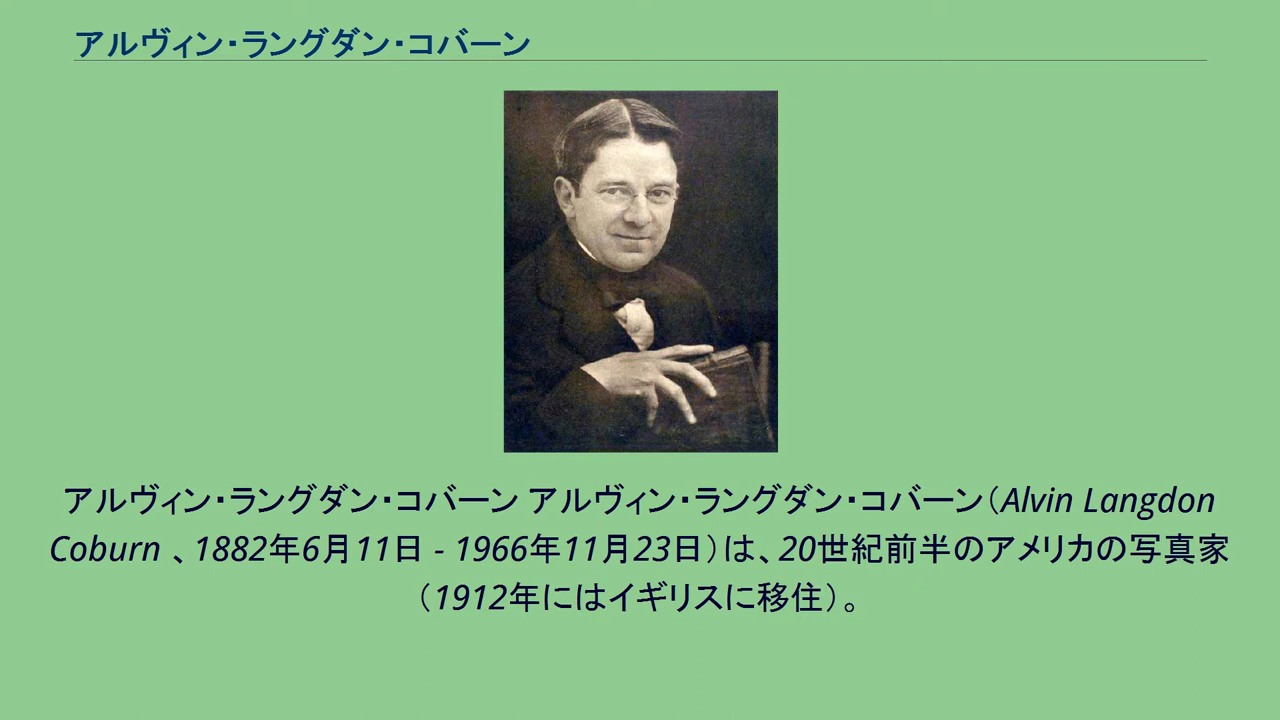 アルヴィン・ラングダン・コバーン
アルヴィン・ラングダン・コバーン アルヴィン・ラングダン・コバーン（Alvin Langdon
Coburn 、1882年6月11日 - 1966年11月23日）は、20世紀前半のアメリカの写真家
（1912年にはイギリスに移住）。